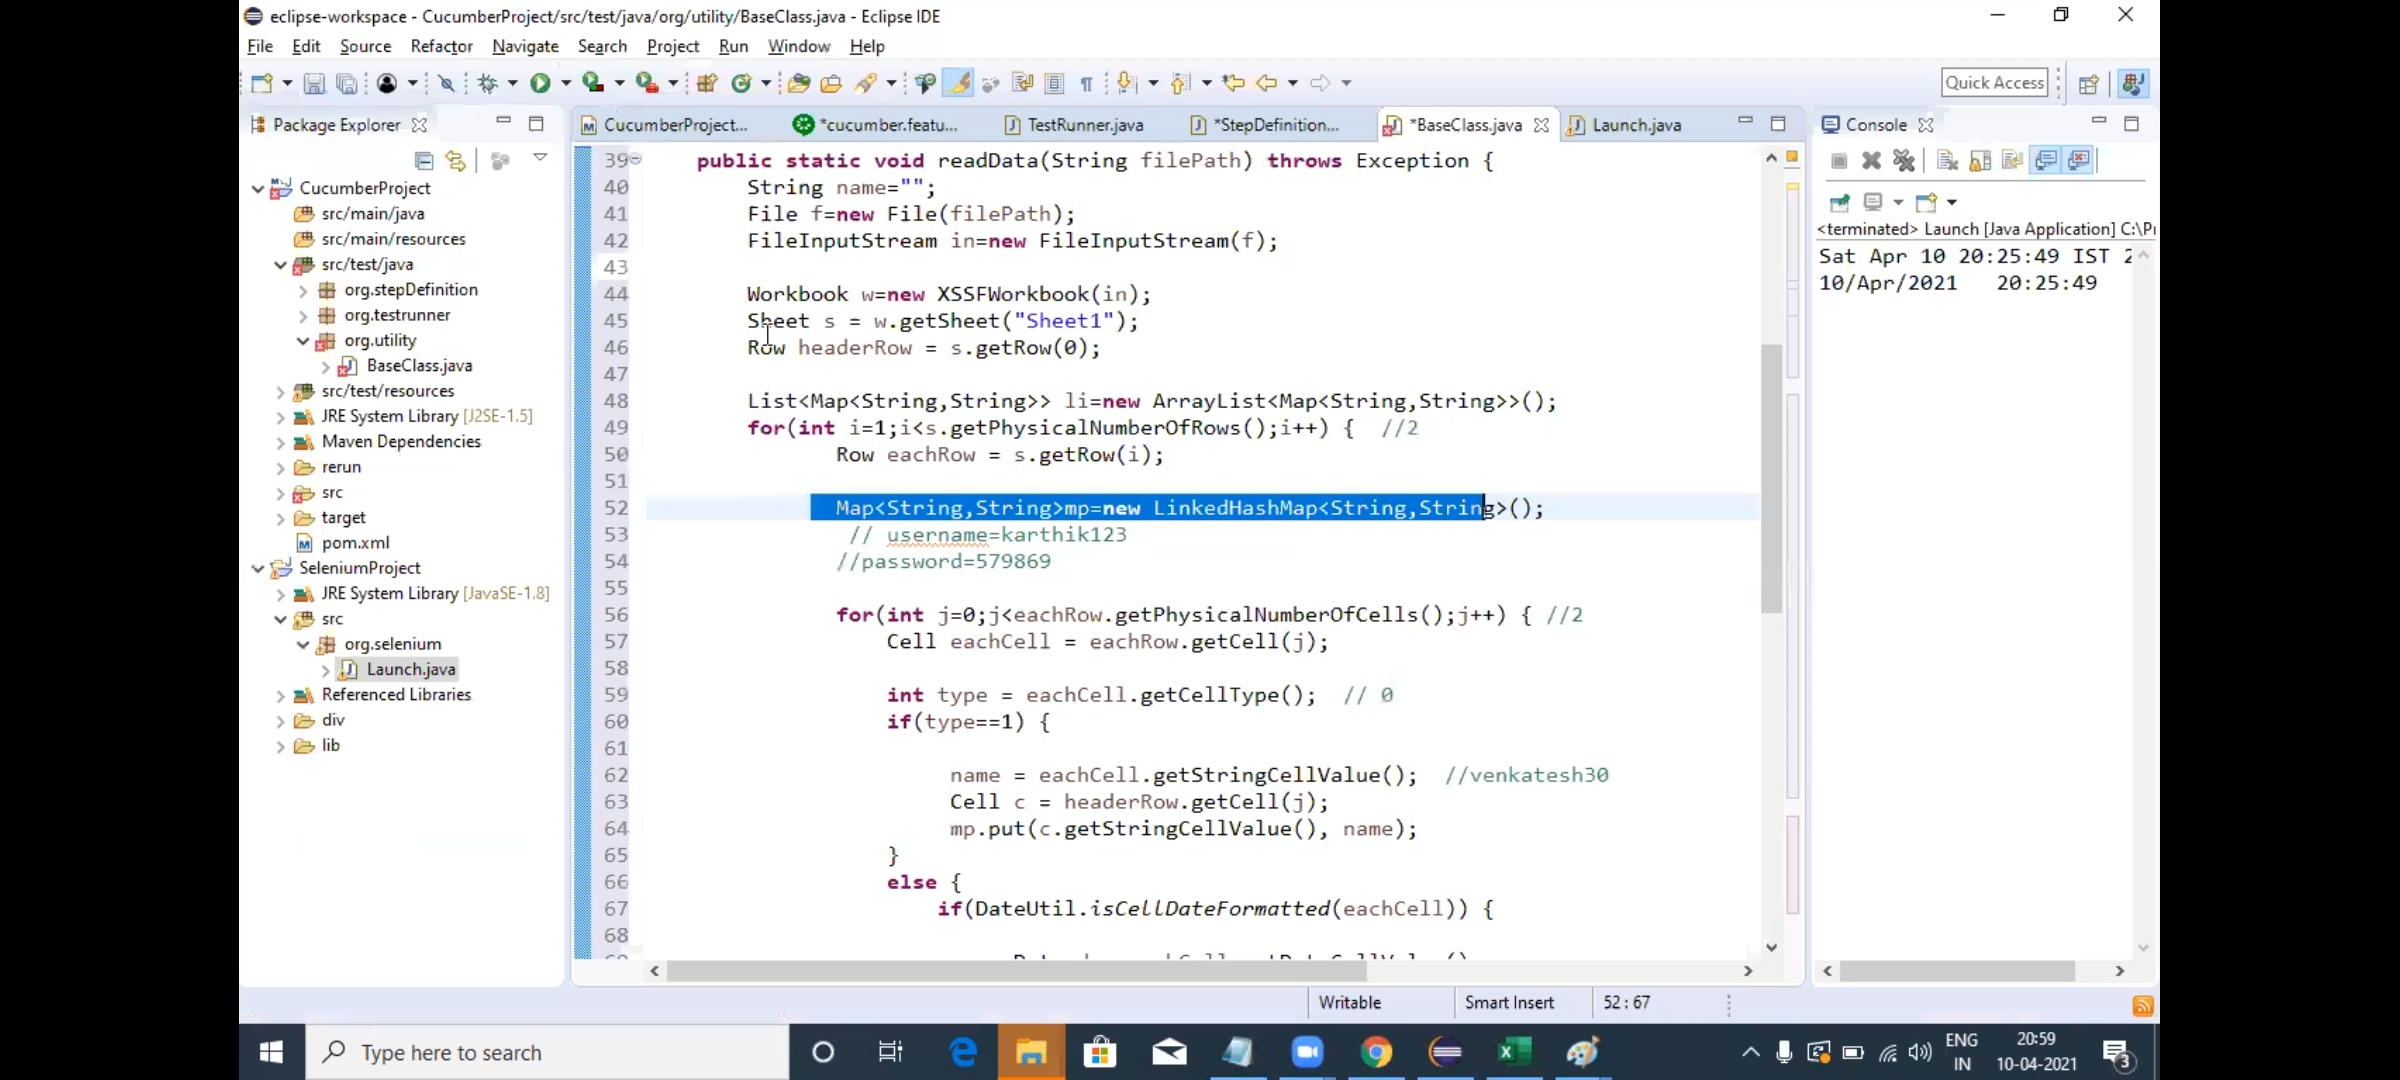 eclipse-workspace - CucumberProject/src/test/java/org/utility/BaseClass.java - Eclipse IDE
File Edit Source Refactor Navigate Search Project Run Window Help
Quick Access
Package Explorer
CucumberProject... *cucumber.featu... TestRunner.java *StepDefinition... *BaseClass.java Launch.java
Console
CucumberProject
src/main/java
src/main/resources
src/test/java
org.stepDefinition
org.testrunner
org.utility
BaseClass.java
src/test/resources
JRE System Library [J2SE-1.5]
Maven Dependencies
rerun
src
target
pom.xml
SeleniumProject
JRE System Library [JavaSE-1.8]
src
org.selenium
Launch.java
Referenced Libraries
div
lib
39 public static void readData(String filePath) throws Exception {
40 String name="";
41 File f=new File(filePath);
42 FileInputStream in=new FileInputStream(f);
43
44 Workbook w=new XSSFWorkbook(in);
45 Sheet s = w.getSheet("Sheet1");
46 Row headerRow = s.getRow(0);
47
48 List<Map<String,String>> li=new ArrayList<Map<String,String>>();
49 for(int i=1;i<s.getPhysicalNumberOfRows();i++) { //2
50 Row eachRow = s.getRow(i);
51
52 Map<String,String>mp=new LinkedHashMap<String,String>();
53 // username=karthik123
54 //password=579869
55
56 for(int j=0;j<eachRow.getPhysicalNumberOfCells();j++) { //2
57 Cell eachCell = eachRow.getCell(j);
58
59 int type = eachCell.getCellType(); // 0
60 if(type==1) {
61
62 name = eachCell.getStringCellValue(); //venkatesh30
63 Cell c = headerRow.getCell(j);
64 mp.put(c.getStringCellValue(), name);
65 }
66 else {
67 if(DateUtil.isCellDateFormatted(eachCell)) {
68
<terminated> Launch [Java Application] C:\P
Sat Apr 10 20:25:49 IST 2
10/Apr/2021 20:25:49
Writable Smart Insert 52:67
Type here to search
ENG
IN
20:59
10-04-2021
3